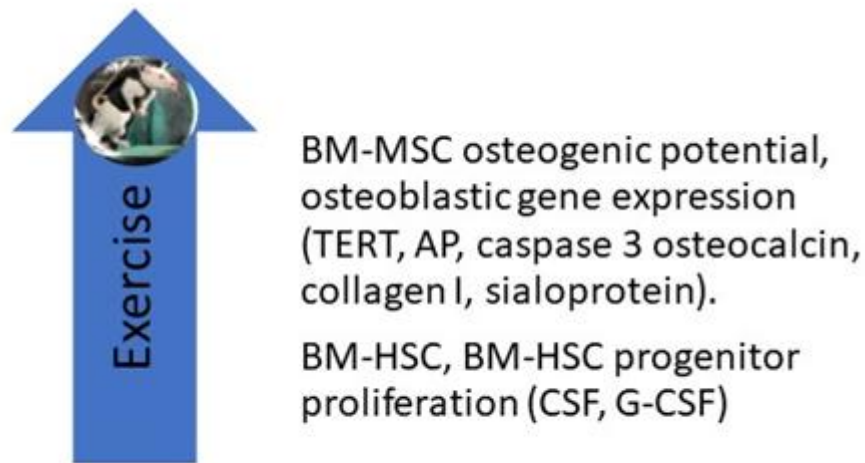 Exercise
BM-MSC osteogenic potential,
osteoblastic gene expression
(TERT, AP, caspase 3 osteocalcin,
collagen I, sialoprotein).
BM-HSC, BM-HSC progenitor
proliferation (CSF, G-CSF)